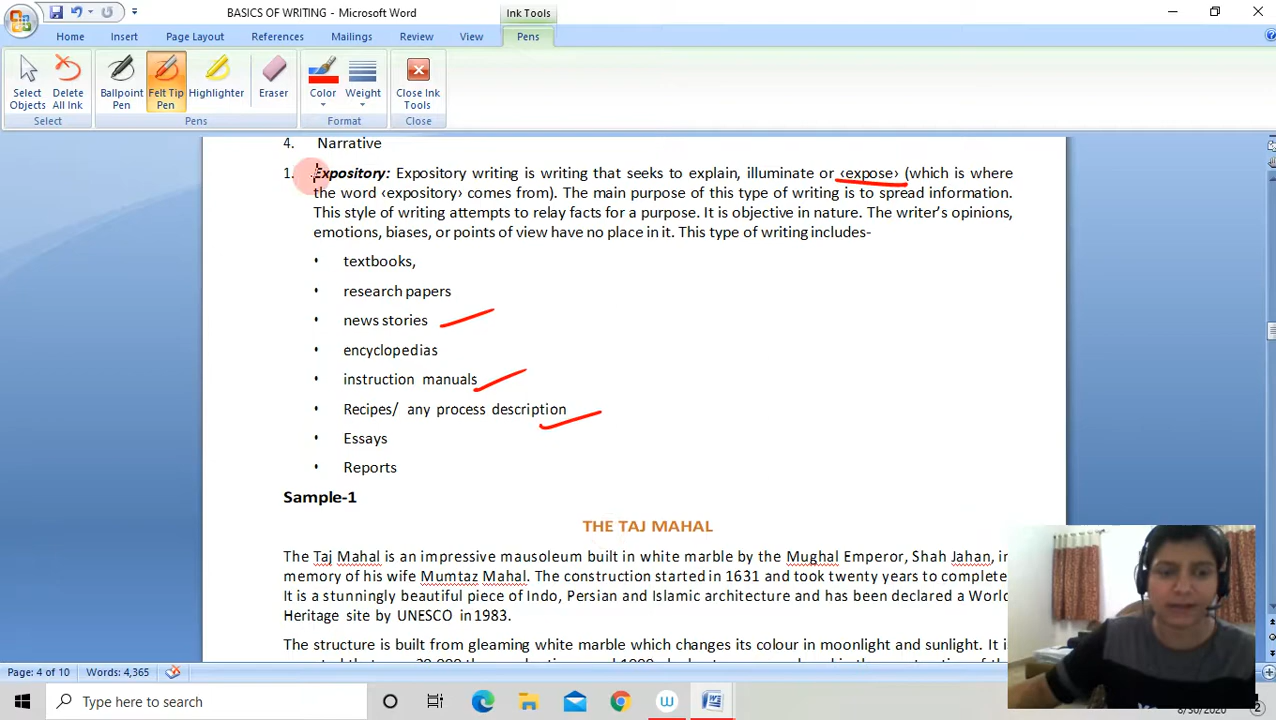 BASICS OF WRITING - Microsoft Word
Ink Tools
Home Insert Page Layout References Mailings Review View Pens
Select Objects
Delete All Ink
Ballpoint Pen
Felt Tip Pen
Highlighter
Eraser
Color
Weight
Close Ink Tools
Select Pens Format Close
4. Narrative
1. Expository: Expository writing is writing that seeks to explain, illuminate or ‹expose› (which is where
the word ‹expository› comes from). The main purpose of this type of writing is to spread information.
This style of writing attempts to relay facts for a purpose. It is objective in nature. The writer's opinions,
emotions, biases, or points of view have no place in it. This type of writing includes-
• textbooks,
• research papers
• news stories
• encyclopedias
• instruction manuals
• Recipes/ any process description
• Essays
• Reports
Sample-1
THE TAJ MAHAL
The Taj Mahal is an impressive mausoleum built in white marble by the Mughal Emperor, Shah Jahan, in
memory of his wife Mumtaz Mahal. The construction started in 1631 and took twenty years to complete
It is a stunningly beautiful piece of Indo, Persian and Islamic architecture and has been declared a World
Heritage site by UNESCO in 1983.
The structure is built from gleaming white marble which changes its colour in moonlight and sunlight. It i
Page: 4 of 10 Words: 4,365
Type here to search
8/30/2020